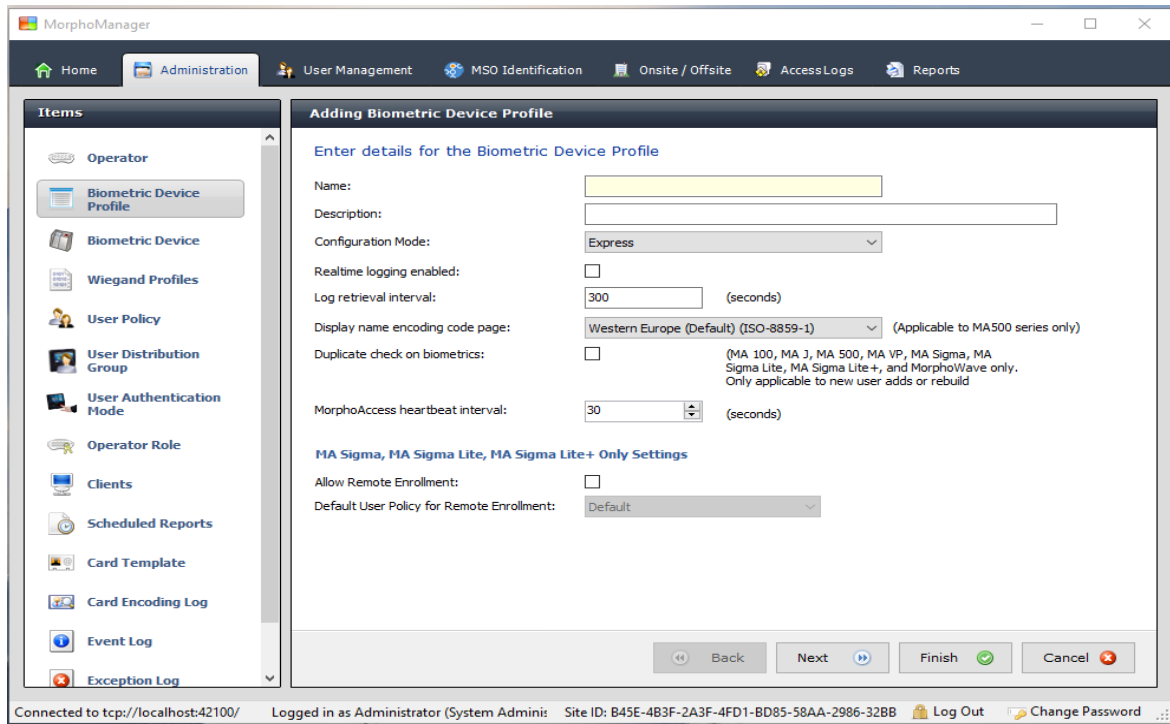 MorphoManager
Home Administration User Management MSO Identification Onsite / Offsite Access Logs Reports
Items
Operator
Biometric Device
Profile
Biometric Device
Wiegand Profiles
User Policy
User Distribution
Group
User Authentication
Mode
Operator Role
Clients
Scheduled Reports
Card Template
Card Encoding Log
Event Log
Exception Log
Adding Biometric Device Profile
Enter details for the Biometric Device Profile
Name:
Description:
Configuration Mode: Express
Realtime logging enabled:
Log retrieval interval: 300 (seconds)
Display name encoding code page: Western Europe (Default) (ISO-8859-1) (Applicable to MA500 series only)
Duplicate check on biometrics: (MA 100, MA J, MA 500, MA VP, MA Sigma, MA
Sigma Lite, MA Sigma Lite+, and MorphoWave only.
Only applicable to new user adds or rebuild
MorphoAccess heartbeat interval: 30 (seconds)
MA Sigma, MA Sigma Lite, MA Sigma Lite+ Only Settings
Allow Remote Enrollment:
Default User Policy for Remote Enrollment: Default
Back Next Finish Cancel
Connected to tcp://localhost:42100/ Logged in as Administrator (System Adminis Site ID: B45E-4B3F-2A3F-4FD1-BD85-58AA-2986-32BB Log Out Change Password